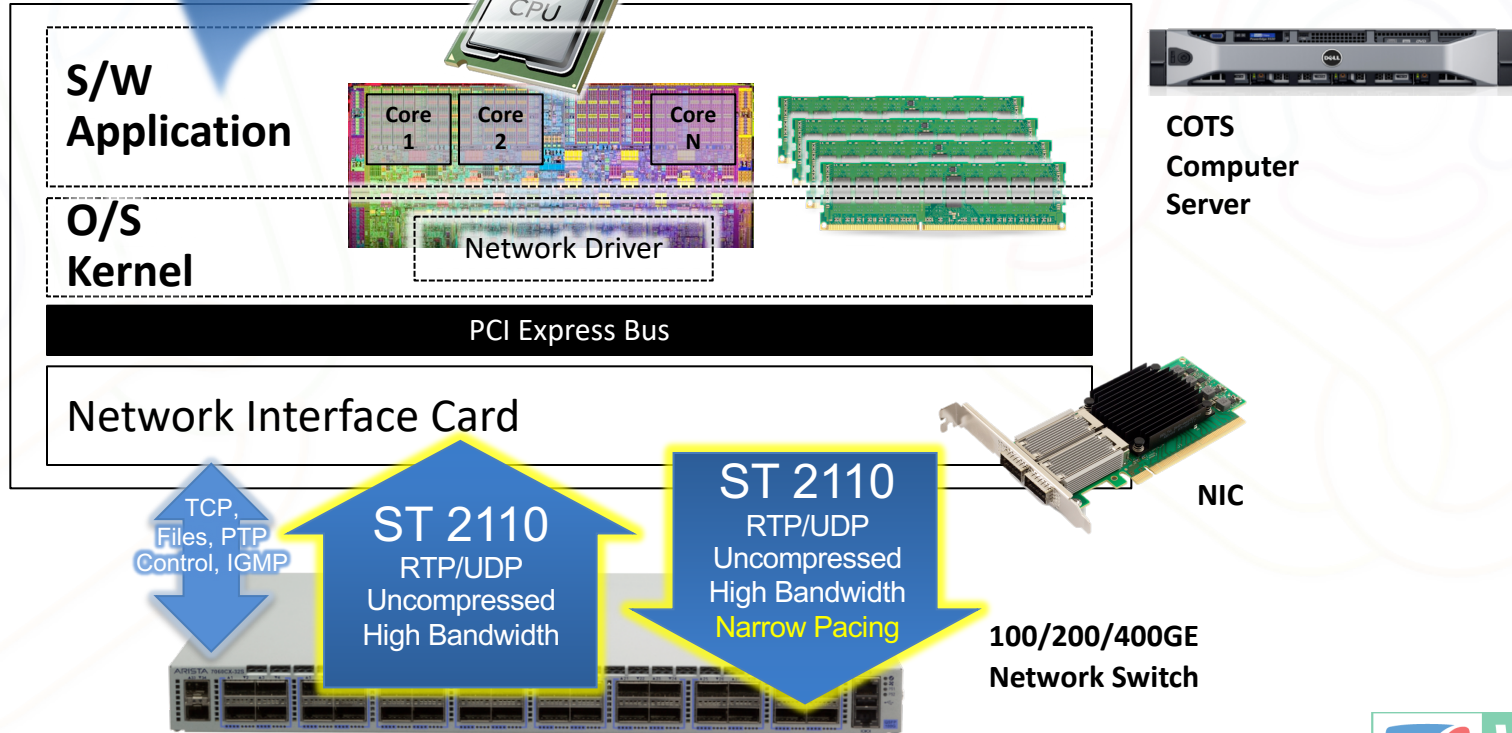 CPU
S/W
Application
Core
1
Core
2
Core
N
DELL
COTS
Computer
Server
O/S
Kernel
Network Driver
PCI Express Bus
Network Interface Card
NIC
TCP,
Files, PTP
Control, IGMP
ST 2110
RTP/UDP
Uncompressed
High Bandwidth
ST 2110
RTP/UDP
Uncompressed
High Bandwidth
Narrow Pacing
100/200/400GE
Network Switch
ARISTA